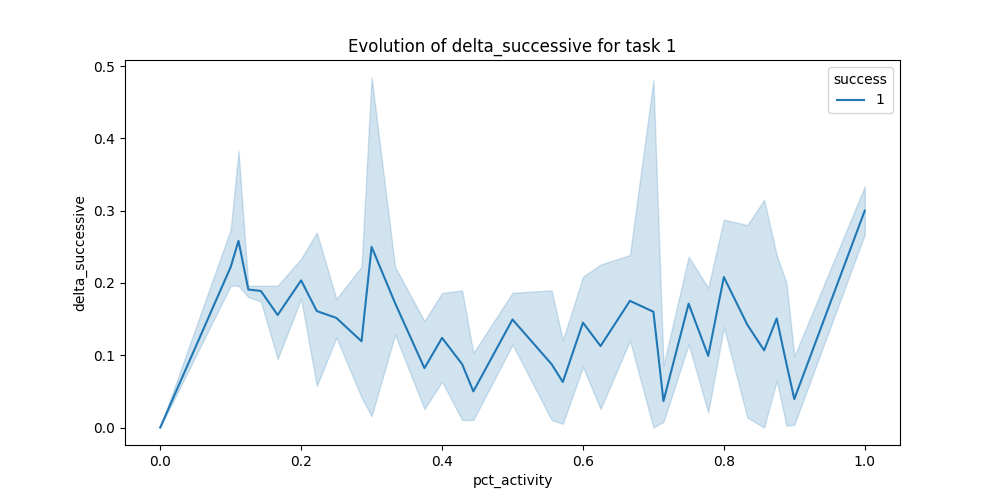 Evolution of delta_successive for task 1
success
1
delta_successive
0.5
0.4
0.3
0.2
0.1
0.0
0.0 0.2 0.4 0.6 0.8 1.0
pct_activity